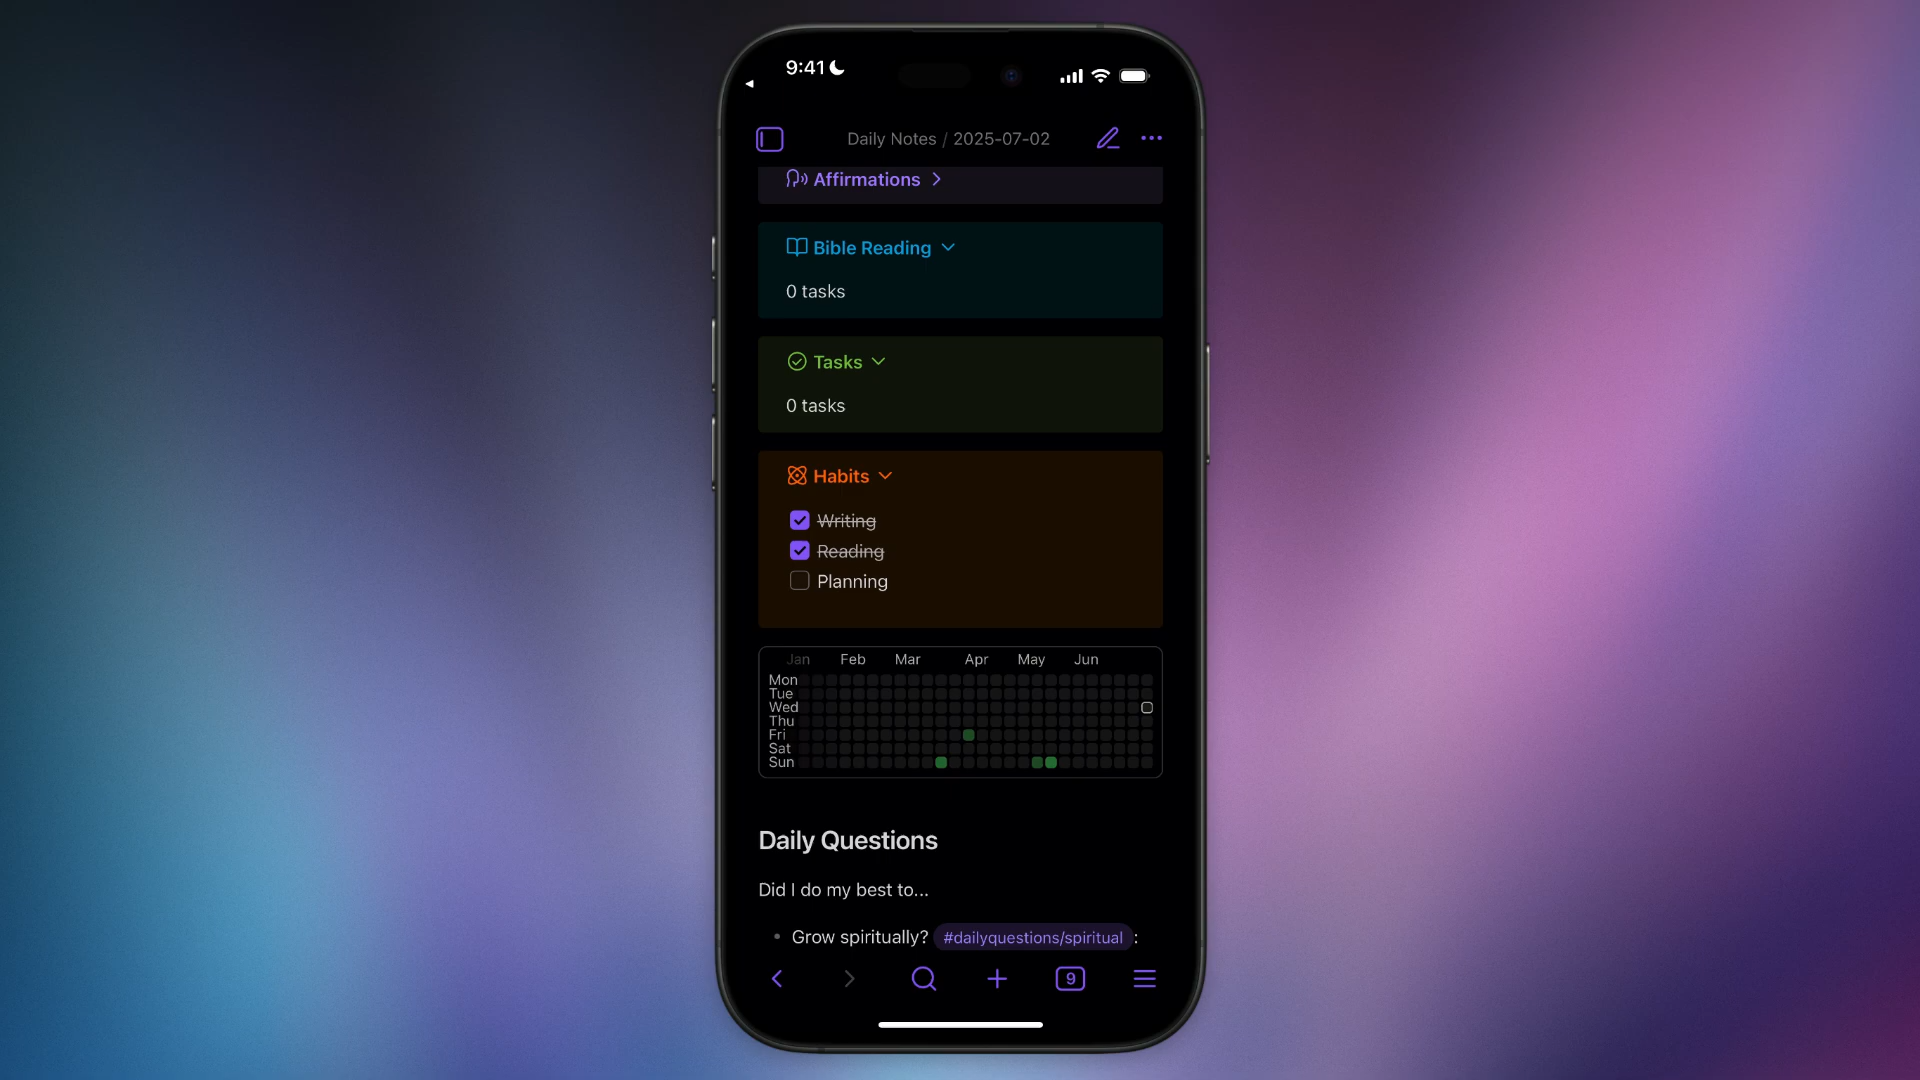 9:41
Daily Notes / 2025-07-02
Affirmations
Bible Reading
0 tasks
Tasks
0 tasks
Habits
Writing
Reading
Planning
Jan Feb Mar Apr May Jun
Mon
Tue
Wed
Thu
Fri
Sat
Sun
Daily Questions
Did I do my best to...
• Grow spiritually? #dailyquestions/spiritual :
9